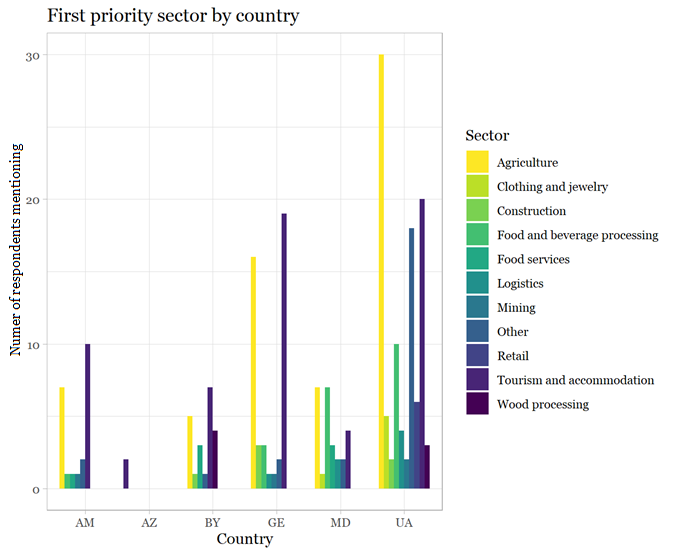 First priority sector by country
Numer of respondents mentioning
30
20
10
0
AM
AZ
BY
GE
MD
UA
Country
Sector
Agriculture
Clothing and jewelry
Construction
Food and beverage processing
Food services
Logistics
Mining
Other
Retail
Tourism and accommodation
Wood processing